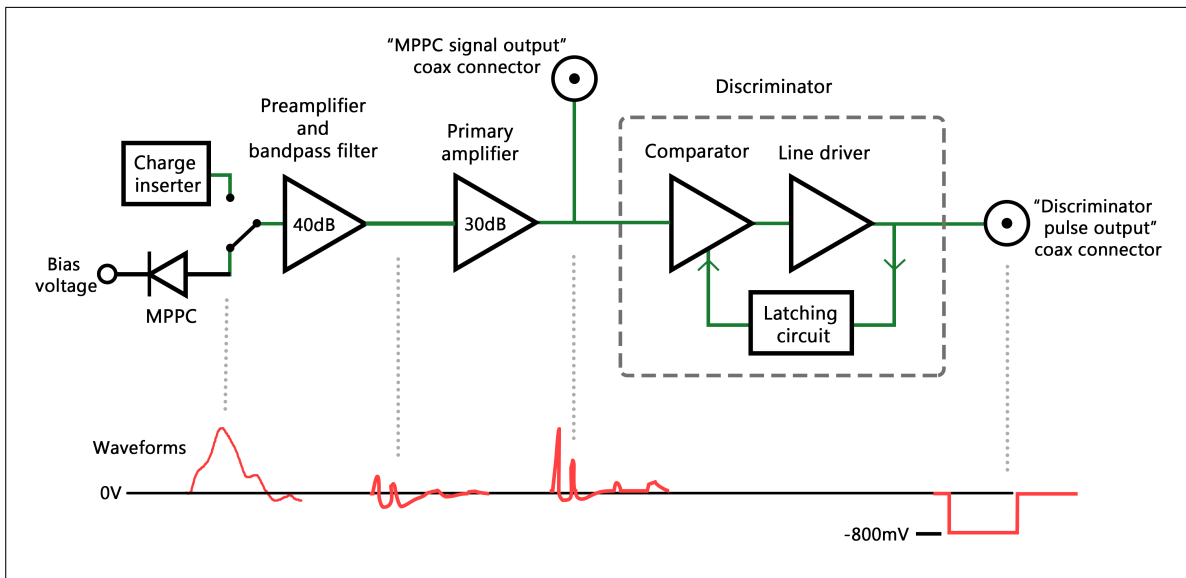 “MPPC signal output”
coax connector
Discriminator
Preamplifier
and
bandpass filter
Primary
amplifier
Comparator
Line driver
Charge
inserter
40dB
30dB
“Discriminator
pulse output”
coax connector
Bias
voltage
MPPC
Latching
circuit
Waveforms
0V
-800mV